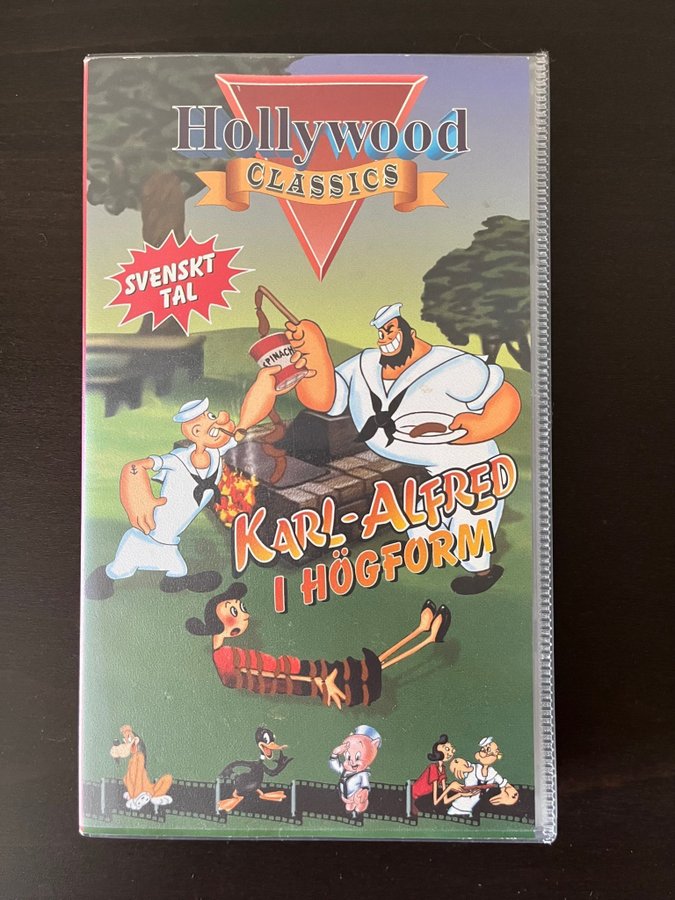 Hollywood
CLASSICS
SVENSKT
TAL
SPINACH
KARL-ALFRED
I HÖGFORM